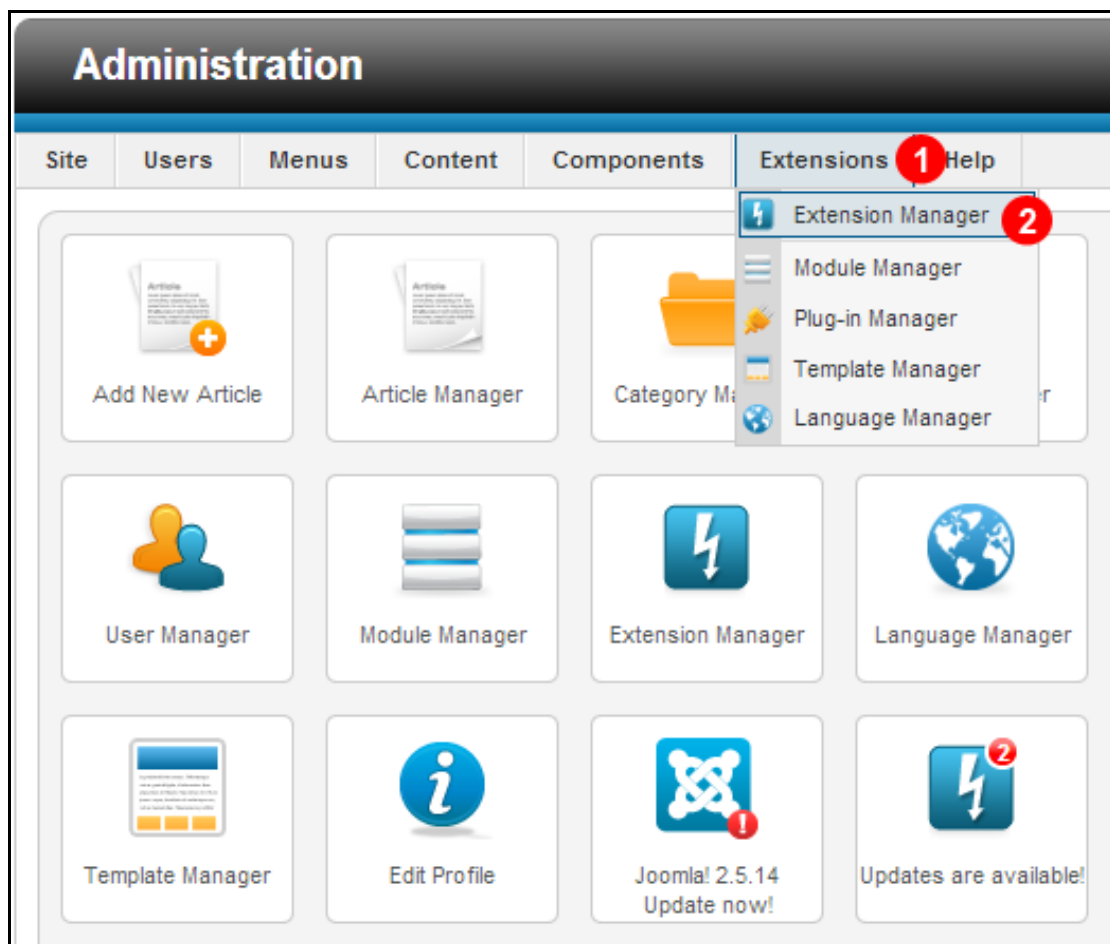 Administration
Site Users Menus Content Components Extensions 1 Help
Extension Manager 2
Module Manager
Plug-in Manager
Template Manager
Language Manager
Article
Article
Add New Article Article Manager Category
User Manager Module Manager Extension Manager Language Manager
2
Template Manager Edit Profile Joomla! 2.5.14 Updates are available!
Update now!